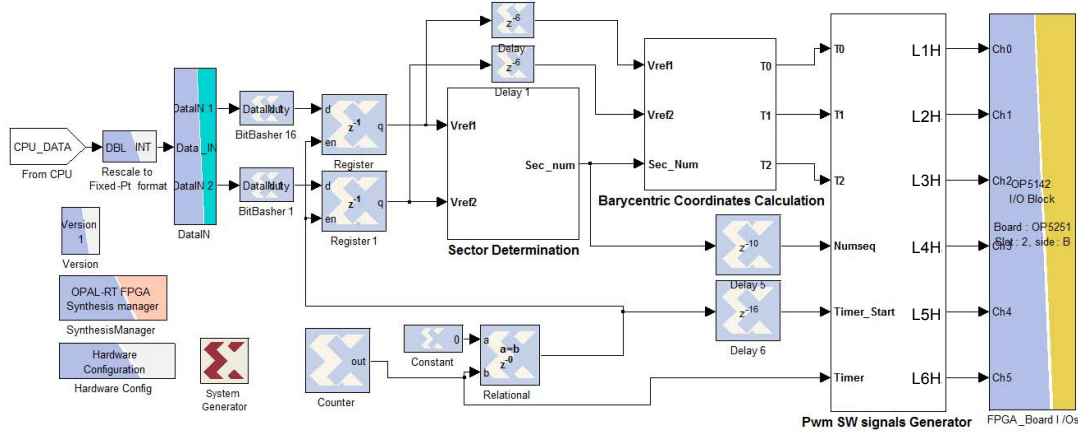 z-6
Delay
z-6
Delay 1
CPU_DATA
From CPU
DBL INT
Rescale to
Fixed-Pt format
DataIN 1
Data_IN
DataIN 2
DataIN
BitBasher 16
BitBasher 1
d
en
z-1
q
Register
d
en
z-1
q
Register 1
Vref1
Vref2
Sec_num
Sector Determination
Vref1
Vref2
Sec_Num
T0
T1
T2
Barycentric Coordinates Calculation
z-10
Delay 5
z-16
Delay 6
Version
1
Version
OPAL-RT FPGA
Synthesis manager
SynthesisManager
Hardware
Configuration
Hardware Config
System
Generator
out
Counter
0
Constant
a
b
a=b
z-0
Relational
T0
T1
T2
Numseq
Timer_Start
Timer
L1H
L2H
L3H
L4H
L5H
L6H
Pwm SW signals Generator
Ch0
Ch1
Ch2
OP5142
I/O Block
Board : OP5251
Slot : 2, side : B
Ch3
Ch4
Ch5
FPGA_Board I /Os